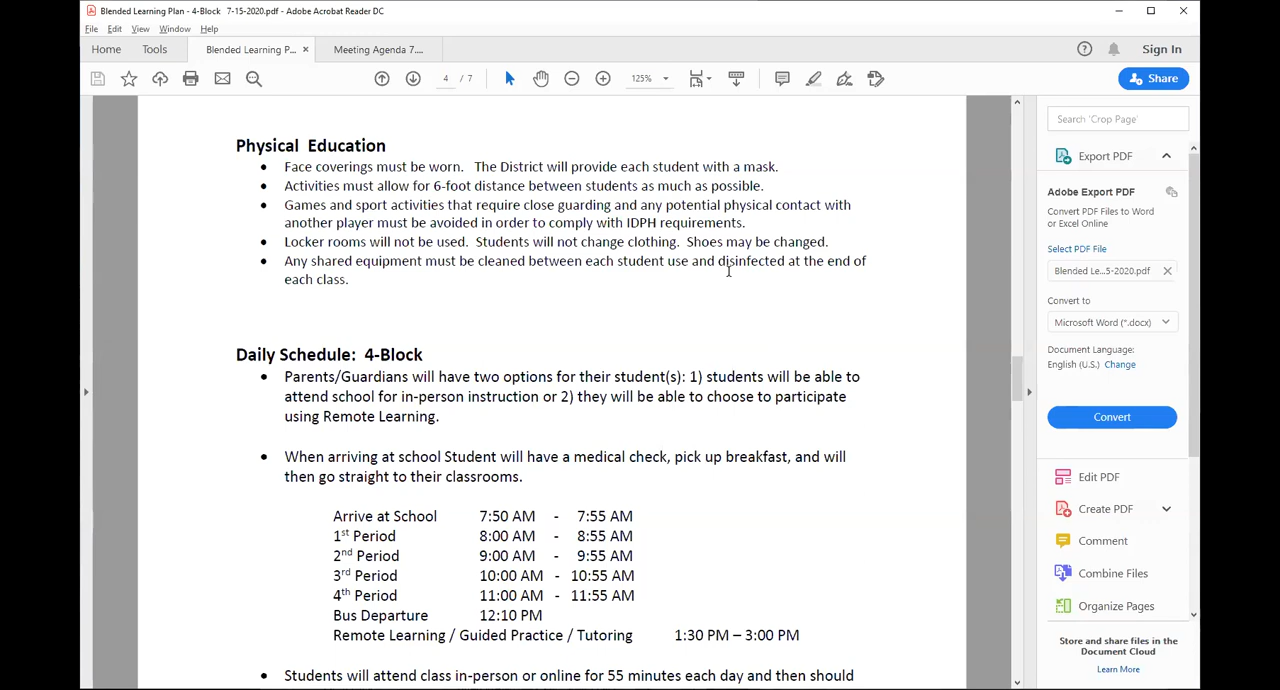 Blended Learning Plan - 4-Block 7-15-2020.pdf - Adobe Acrobat Reader DC
File Edit View Window Help
Home Tools Blended Learning P... × Meeting Agenda 7.... Sign In
4 / 7 125% Share
Physical Education
• Face coverings must be worn. The District will provide each student with a mask.
• Activities must allow for 6-foot distance between students as much as possible.
• Games and sport activities that require close guarding and any potential physical contact with
another player must be avoided in order to comply with IDPH requirements.
• Locker rooms will not be used. Students will not change clothing. Shoes may be changed.
• Any shared equipment must be cleaned between each student use and disinfected at the end of
each class.
Daily Schedule: 4-Block
• Parents/Guardians will have two options for their student(s): 1) students will be able to
attend school for in-person instruction or 2) they will be able to choose to participate
using Remote Learning.
• When arriving at school Student will have a medical check, pick up breakfast, and will
then go straight to their classrooms.
Arrive at School 7:50 AM - 7:55 AM
1st Period 8:00 AM - 8:55 AM
2nd Period 9:00 AM - 9:55 AM
3rd Period 10:00 AM - 10:55 AM
4th Period 11:00 AM - 11:55 AM
Bus Departure 12:10 PM
Remote Learning / Guided Practice / Tutoring 1:30 PM – 3:00 PM
• Students will attend class in-person or online for 55 minutes each day and then should
Search 'Crop Page'
Export PDF
Adobe Export PDF
Convert PDF Files to Word
or Excel Online
Select PDF File
Blended Le...5-2020.pdf
Convert to
Microsoft Word (*.docx)
Document Language:
English (U.S.) Change
Convert
Edit PDF
Create PDF
Comment
Combine Files
Organize Pages
Store and share files in the
Document Cloud
Learn More